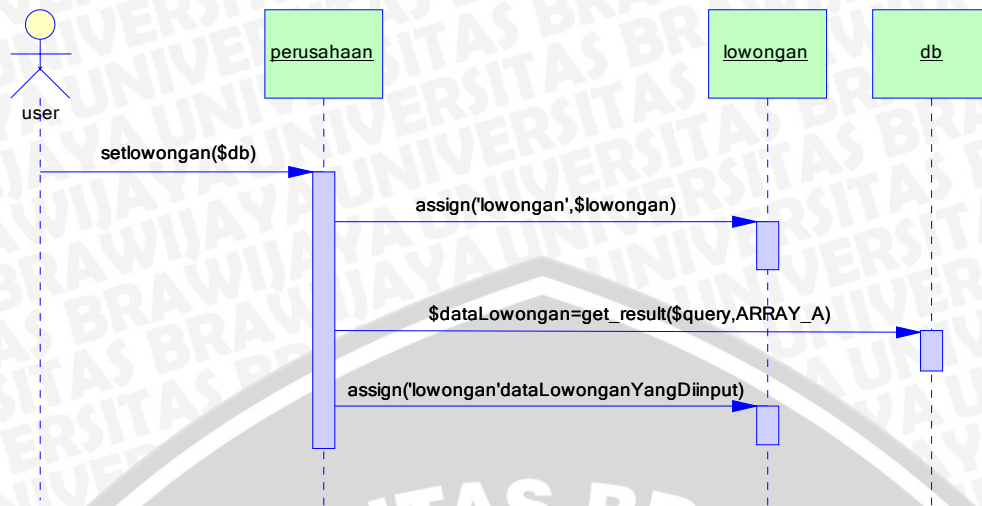 perusahaan
lowongan
db
user
setlowongan($db)
assign('lowongan',$lowongan)
$dataLowongan=get_result($query,ARRAY_A)
assign('lowongan'dataLowonganYangDiinput)